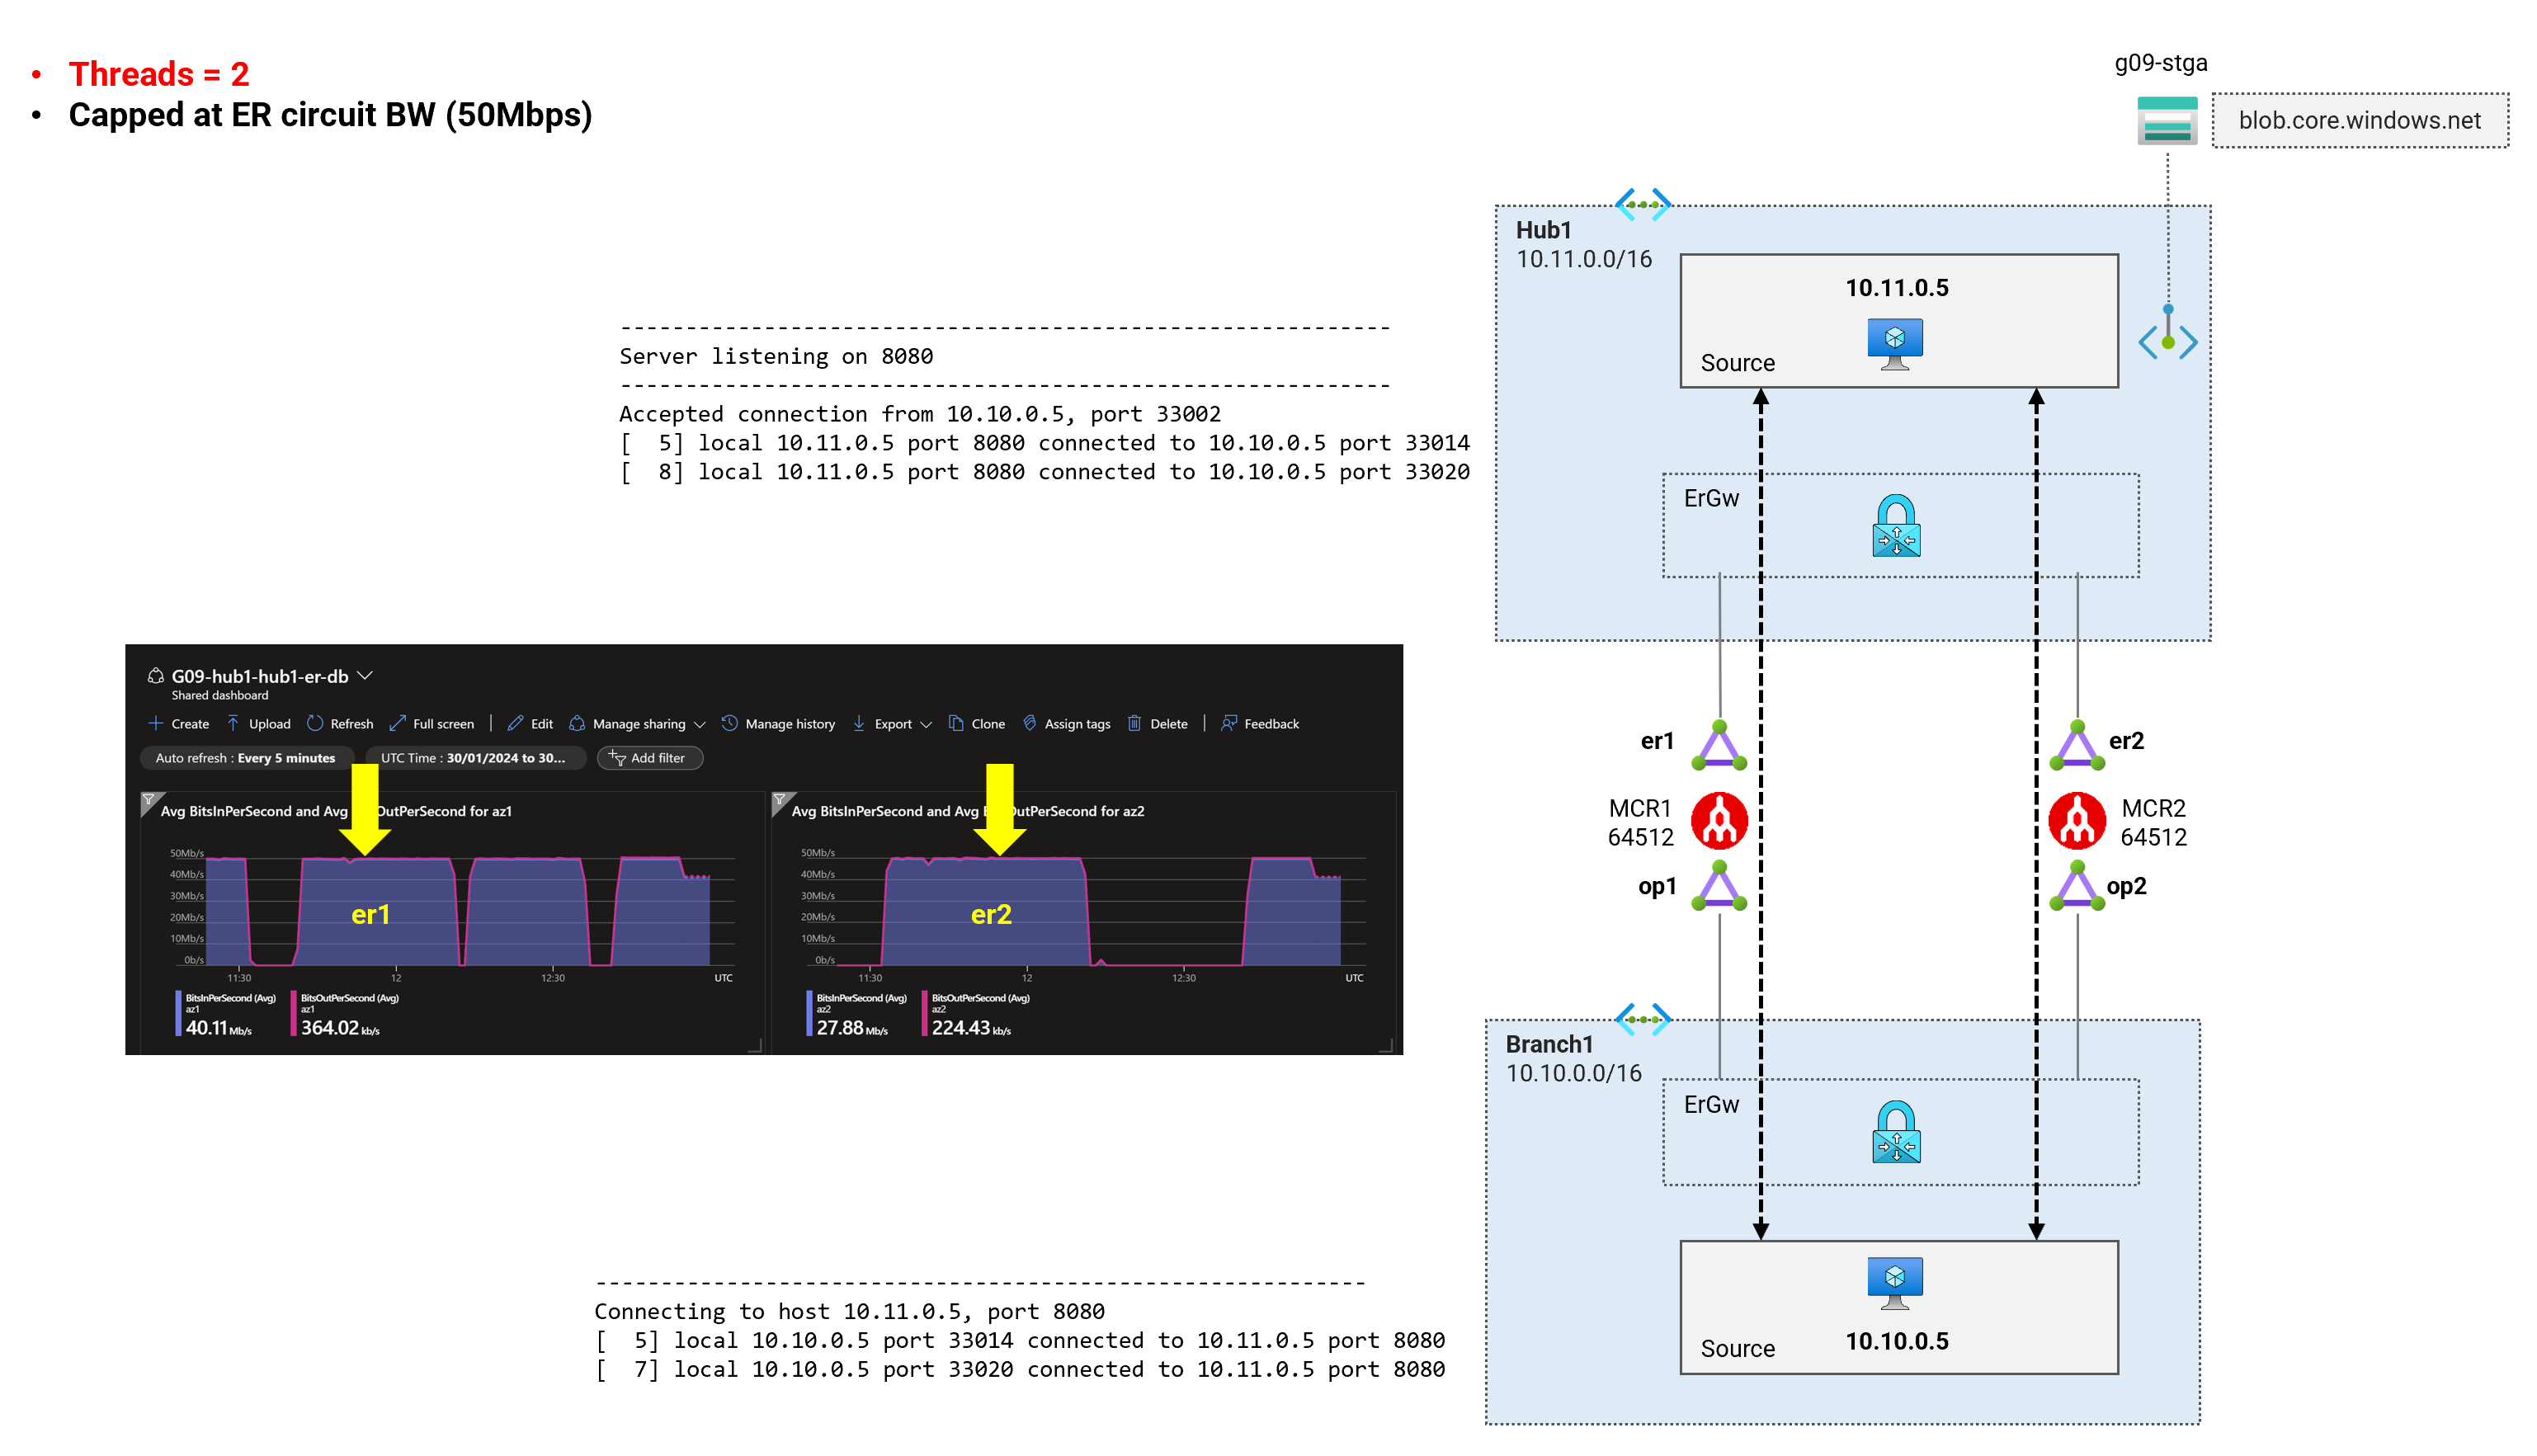 • Threads = 2
• Capped at ER circuit BW (50Mbps)
g09-stga
blob.core.windows.net
Hub1
10.11.0.0/16
10.11.0.5
Source
ErGw
-----------------------------------------------------------
Server listening on 8080
-----------------------------------------------------------
Accepted connection from 10.10.0.5, port 33002
[  5] local 10.11.0.5 port 8080 connected to 10.10.0.5 port 33014
[  8] local 10.11.0.5 port 8080 connected to 10.10.0.5 port 33020
G09-hub1-hub1-er-db
Shared dashboard
Create Upload Refresh Full screen | Edit Manage sharing Manage history Export Clone Assign tags Delete | Feedback
Auto refresh : Every 5 minutes UTC Time : 30/01/2024 to 30... Add filter
Avg BitsInPerSecond and Avg OutPerSecond for az1
50Mb/s
40Mb/s
30Mb/s
20Mb/s
10Mb/s
0b/s
er1
11:30 12 12:30 UTC
BitsInPerSecond (Avg)
az1
40.11 Mb/s
BitsOutPerSecond (Avg)
az1
364.02 kb/s
Avg BitsInPerSecond and Avg OutPerSecond for az2
50Mb/s
40Mb/s
30Mb/s
20Mb/s
10Mb/s
0b/s
er2
11:30 12 12:30 UTC
BitsInPerSecond (Avg)
az2
27.88 Mb/s
BitsOutPerSecond (Avg)
az2
224.43 kb/s
er1
er2
MCR1
64512
MCR2
64512
op1
op2
Branch1
10.10.0.0/16
ErGw
Source
10.10.0.5
-----------------------------------------------------------
Connecting to host 10.11.0.5, port 8080
[  5] local 10.10.0.5 port 33014 connected to 10.11.0.5 port 8080
[  7] local 10.10.0.5 port 33020 connected to 10.11.0.5 port 8080